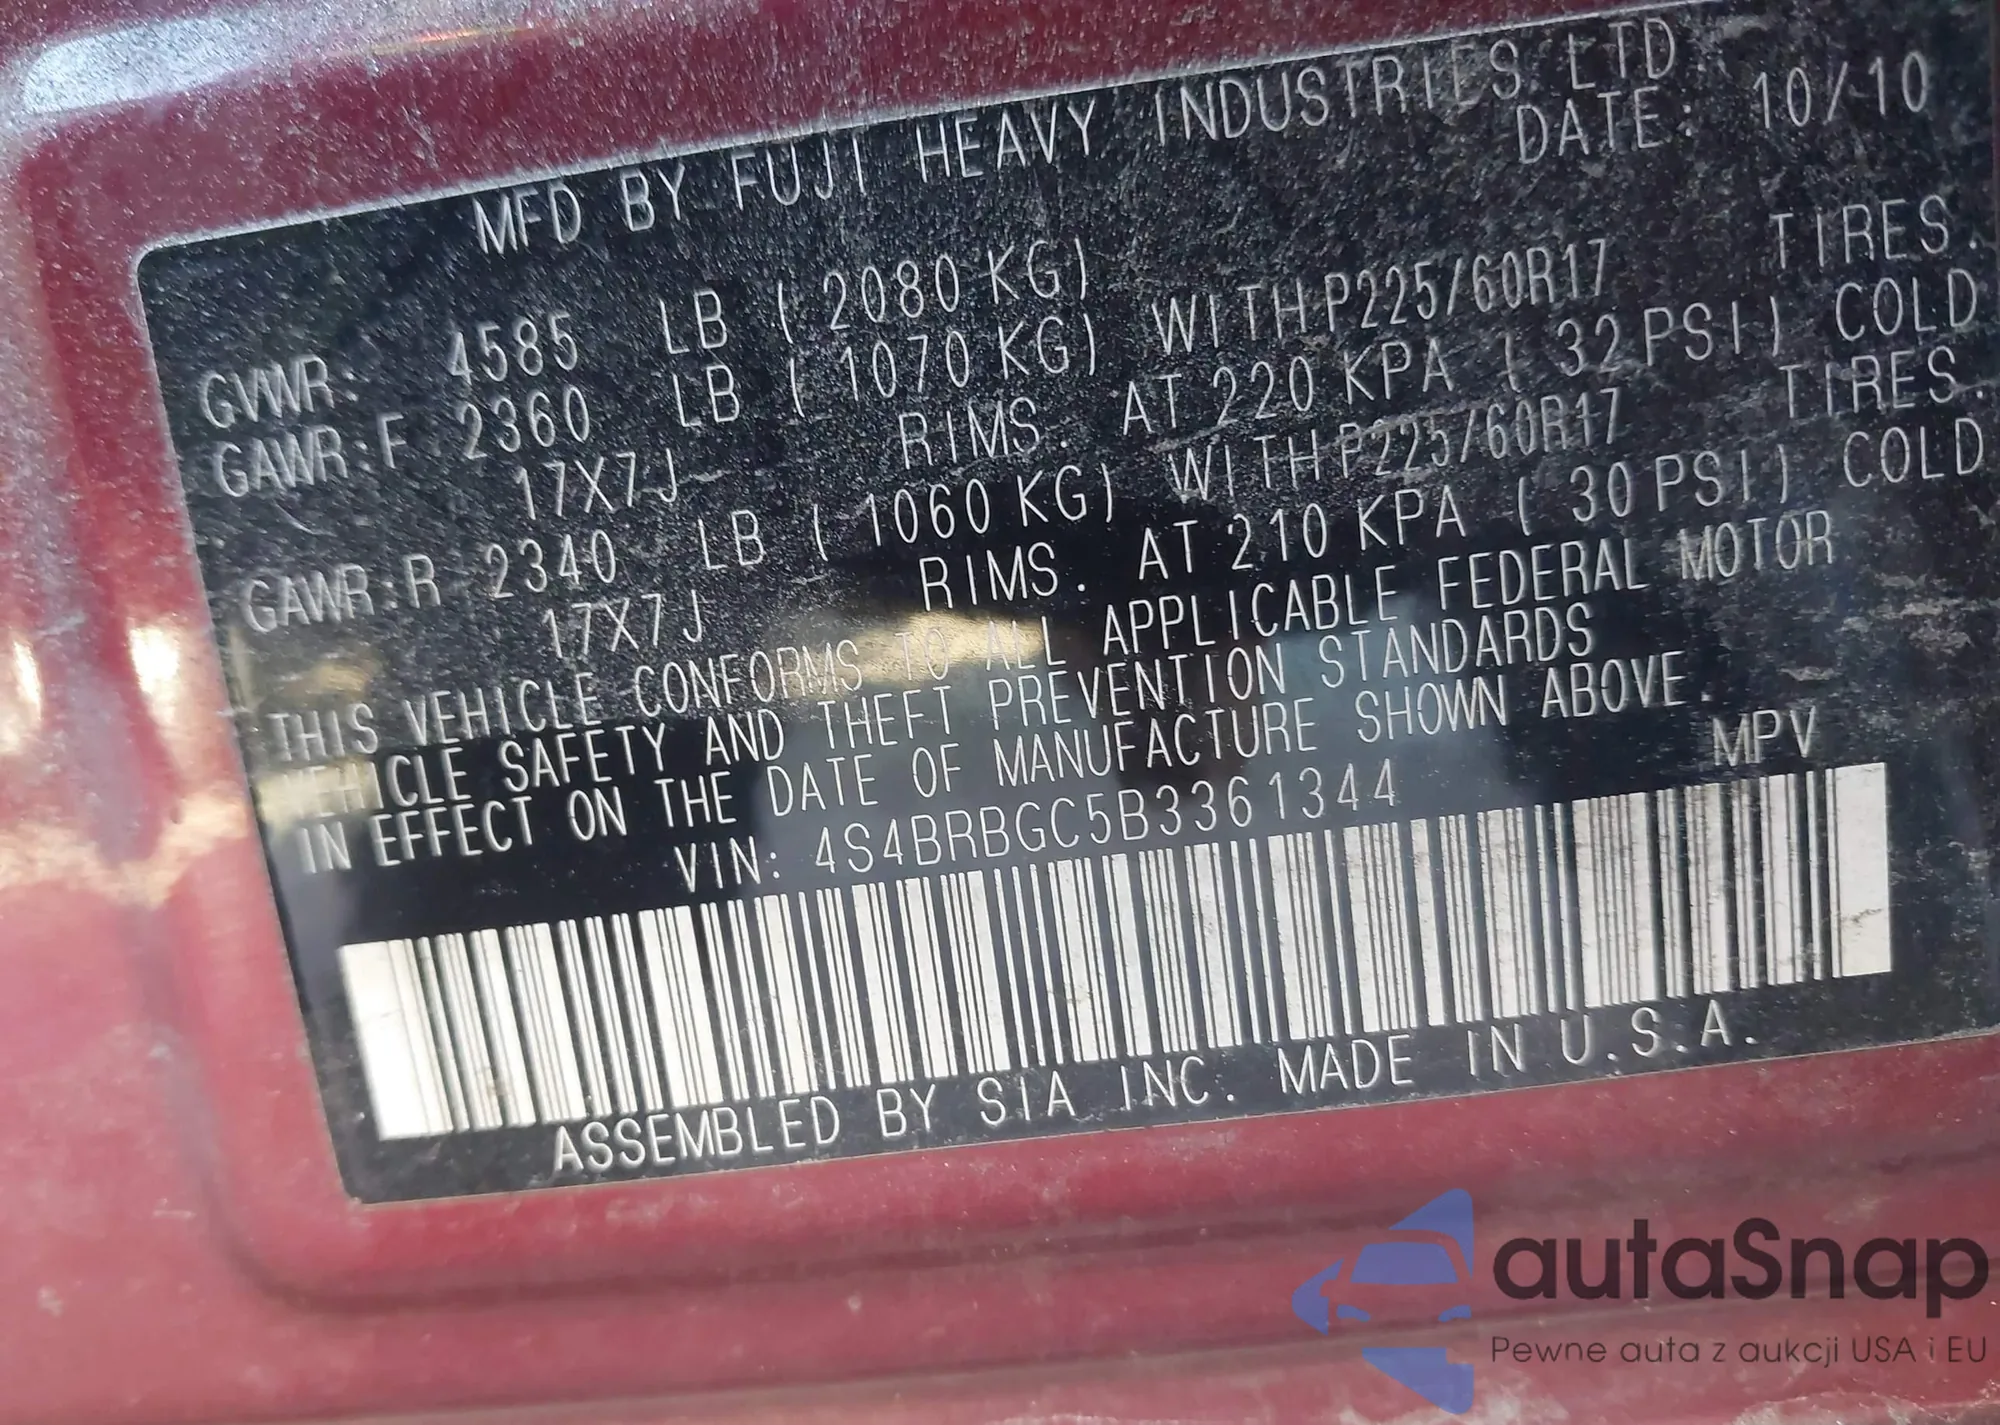 MFD BY FUJI HEAVY INDUSTRIES LTD.
DATE: 10/10
GVWR: 4585 LB ( 2080 KG)
GAWR:F 2360 LB ( 1070 KG) WITH P225/60R17 TIRES.
17X7J RIMS. AT 220 KPA ( 32 PSI) COLD
GAWR:R 2340 LB ( 1060 KG) WITH P225/60R17 TIRES.
17X7J RIMS. AT 210 KPA ( 30 PSI) COLD
THIS VEHICLE CONFORMS TO ALL APPLICABLE FEDERAL MOTOR
VEHICLE SAFETY AND THEFT PREVENTION STANDARDS
IN EFFECT ON THE DATE OF MANUFACTURE SHOWN ABOVE.
VIN: 4S4BRBGC5B3361344 MPV
ASSEMBLED BY SIA INC. MADE IN U.S.A.
autaSnap
Pewne auta z aukcji USA i EU